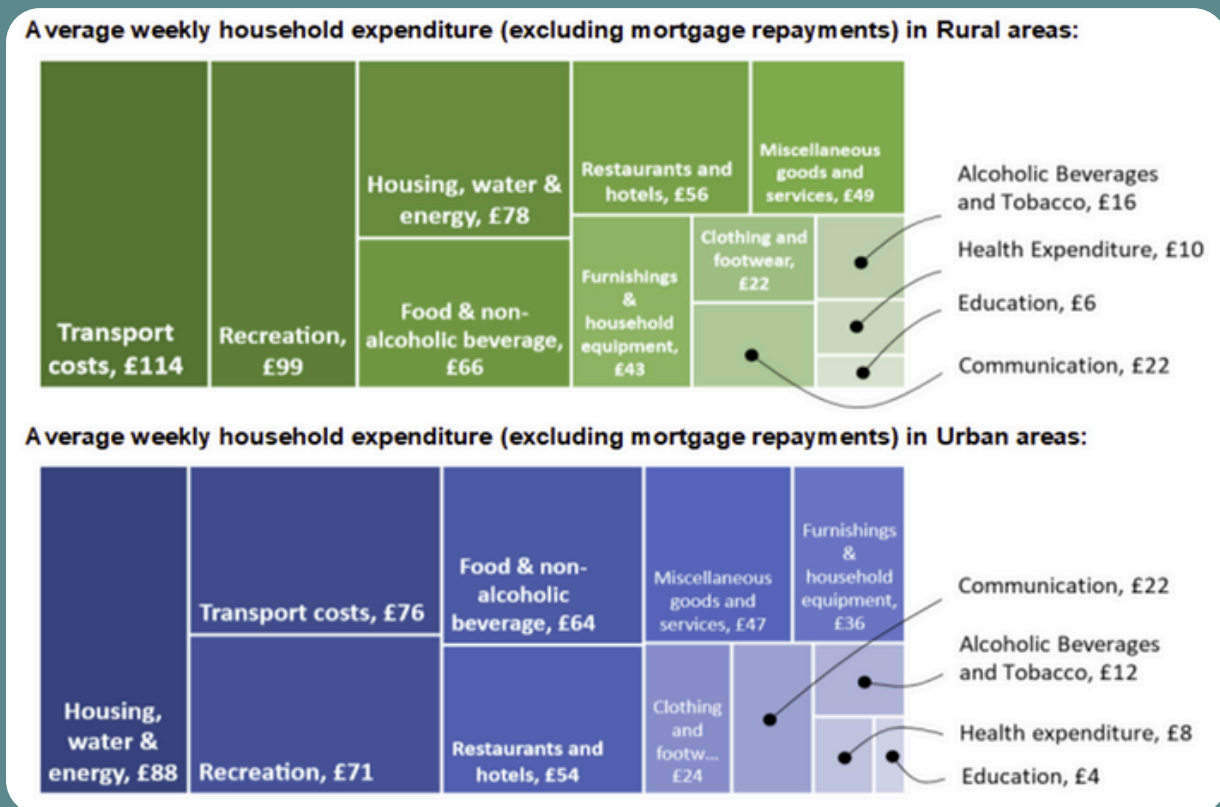 Average weekly household expenditure (excluding mortgage repayments) in Rural areas:
Transport
costs, £114
Recreation,
£99
Housing, water &
energy, £78
Food & non-
alcoholic beverage,
£66
Restaurants and
hotels, £56
Miscellaneous
goods and
services, £49
Furnishings
&
household
equipment,
£43
Clothing and
footwear,
£22
Alcoholic Beverages
and Tobacco, £16
Health Expenditure, £10
Education, £6
Communication, £22
Average weekly household expenditure (excluding mortgage repayments) in Urban areas:
Housing,
water &
energy, £88
Transport costs, £76
Recreation, £71
Food & non-
alcoholic
beverage, £64
Restaurants and
hotels, £54
Miscellaneous
goods and
services, £47
Furnishings
&
household
equipment,
£36
Clothing
and
footw...
£24
Communication, £22
Alcoholic Beverages
and Tobacco, £12
Health expenditure, £8
Education, £4